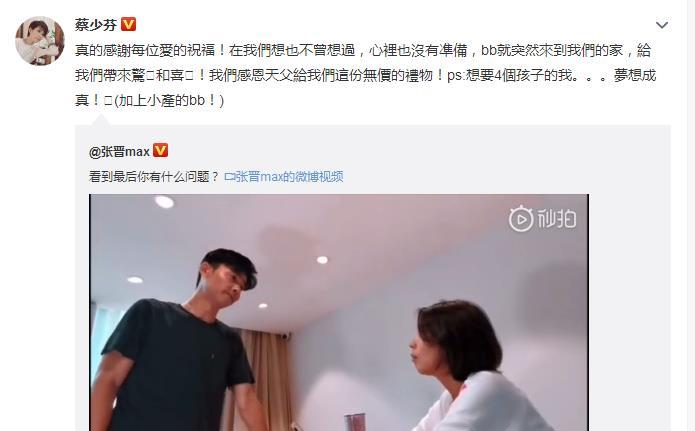 蔡少芬
真的感謝每位愛的祝福！在我們想也不曾想過，心裡也沒有準備，bb就突然來到我們的家，給
我們帶來驚和喜！我們感恩天父給我們這份無價的禮物！ps:想要4個孩子的我。。。夢想成
真！(加上小產的bb！)
@张晋max
看到最后你有什么问题？ 张晋max的微博视频
秒拍